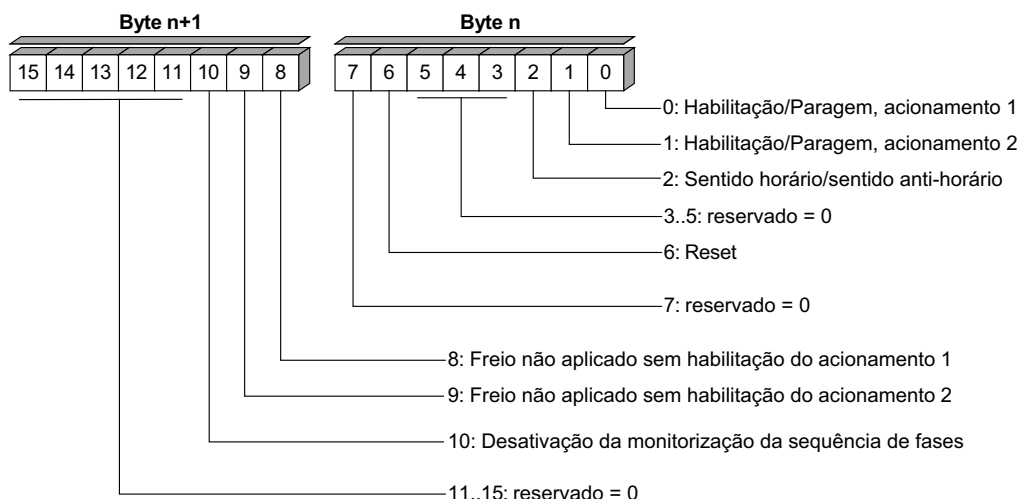 Byte n+1 Byte n
15 14 13 12 11 10 9 8 7 6 5 4 3 2 1 0
0: Habilitação/Paragem, acionamento 1
1: Habilitação/Paragem, acionamento 2
2: Sentido horário/sentido anti-horário
3..5: reservado = 0
6: Reset
7: reservado = 0
8: Freio não aplicado sem habilitação do acionamento 1
9: Freio não aplicado sem habilitação do acionamento 2
10: Desativação da monitorização da sequência de fases
11..15: reservado = 0